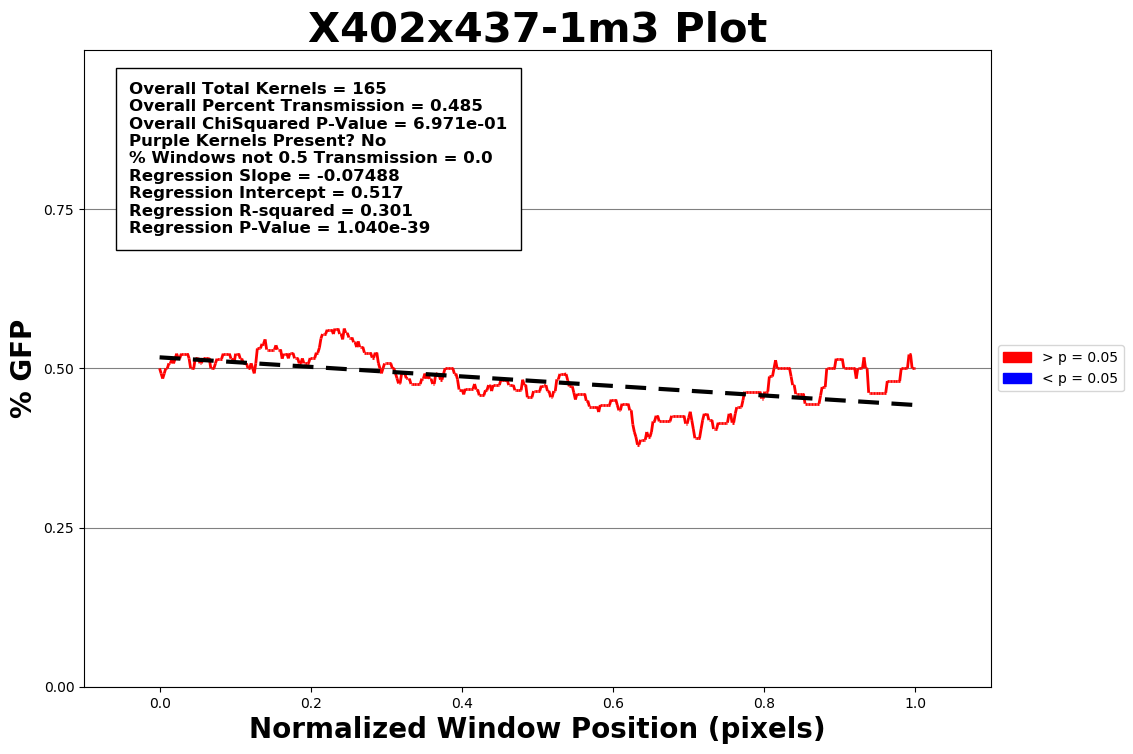 X402x437-1m3 Plot
Overall Total Kernels = 165
Overall Percent Transmission = 0.485
Overall ChiSquared P-Value = 6.971e-01
Purple Kernels Present? No
% Windows not 0.5 Transmission = 0.0
Regression Slope = -0.07488
Regression Intercept = 0.517
Regression R-squared = 0.301
Regression P-Value = 1.040e-39
% GFP
0.75
0.50
0.25
0.00
> p = 0.05
< p = 0.05
0.0 0.2 0.4 0.6 0.8 1.0
Normalized Window Position (pixels)